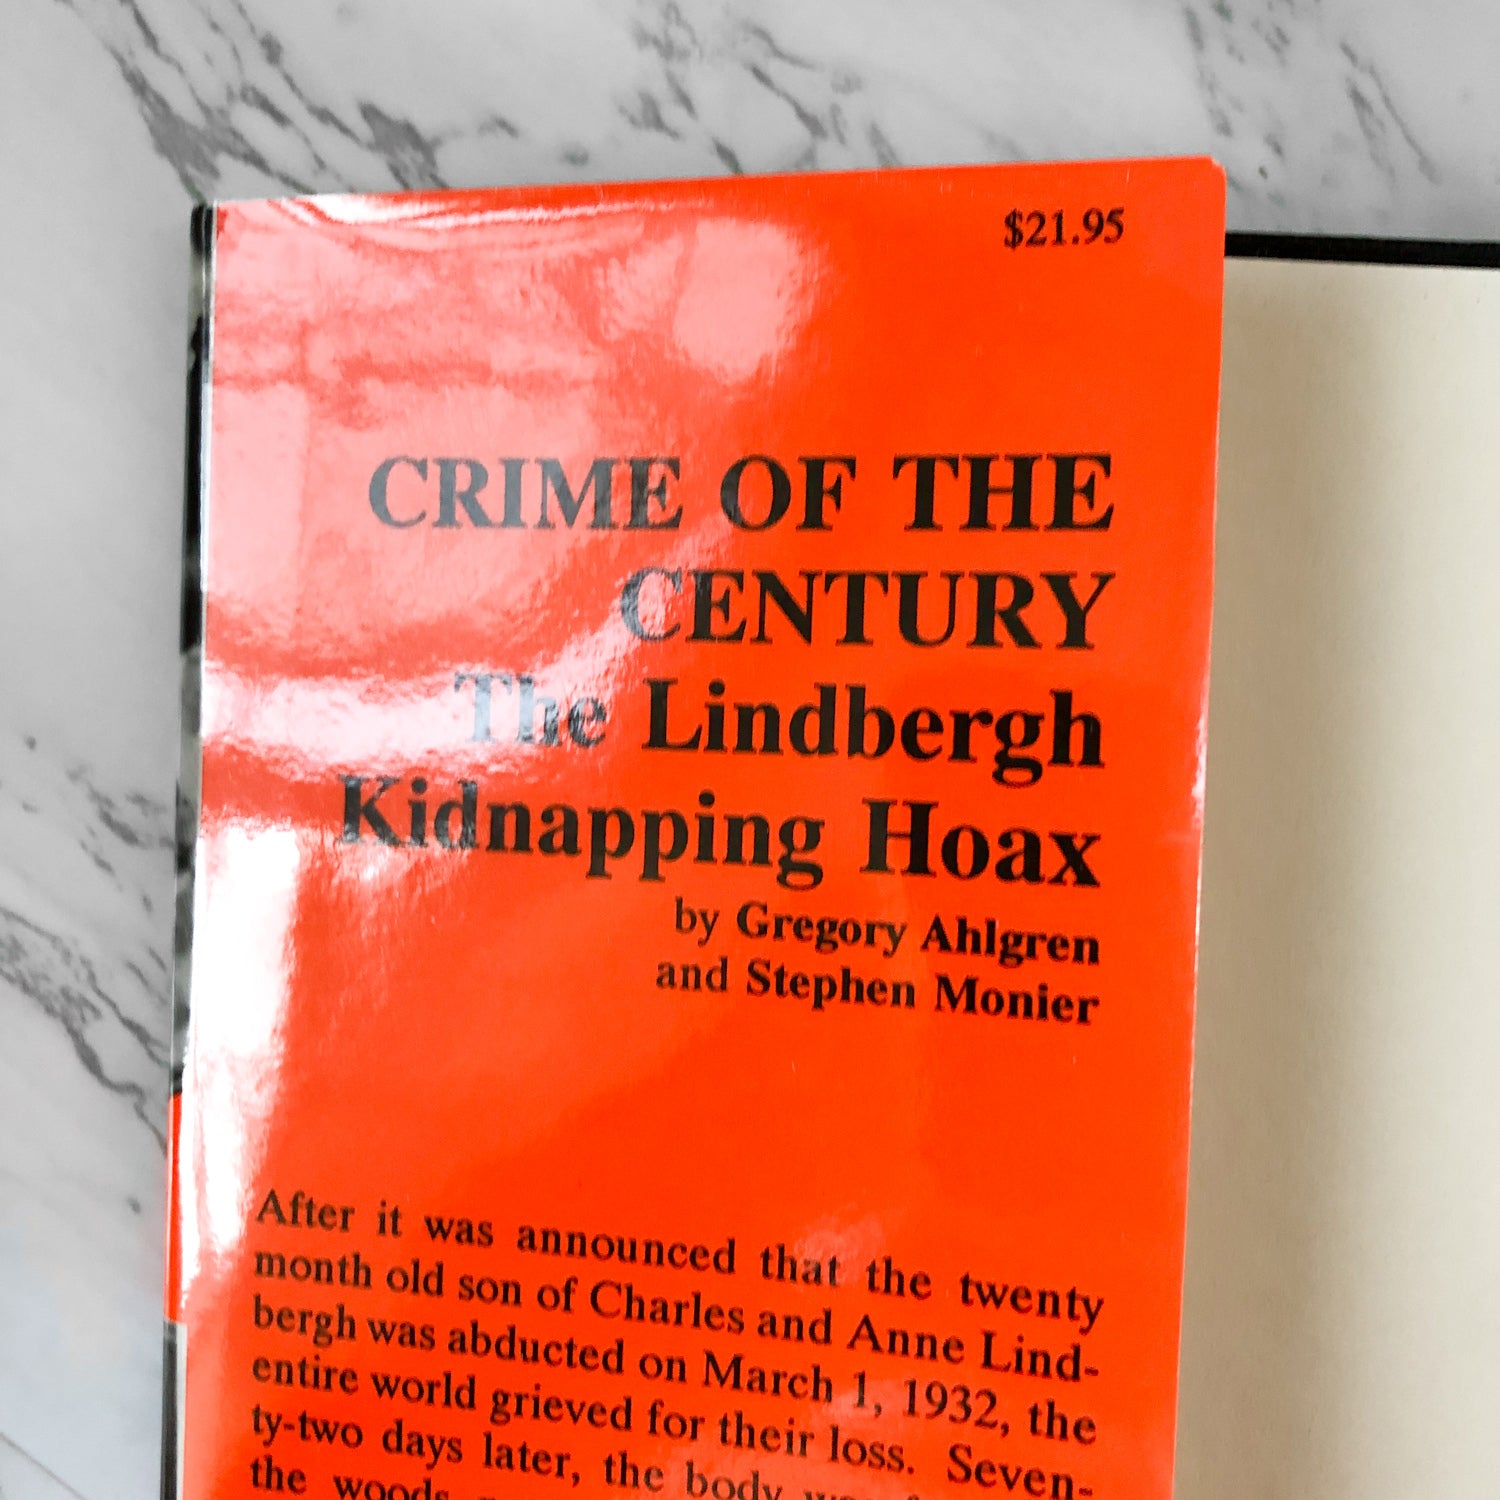 $21.95
CRIME OF THE
CENTURY
The Lindbergh
Kidnapping Hoax
by Gregory Ahlgren
and Stephen Monier
After it was announced that the twenty
month old son of Charles and Anne Lind-
bergh was abducted on March 1, 1932, the
entire world grieved for their loss. Seven-
ty-two days later, the body
the woods